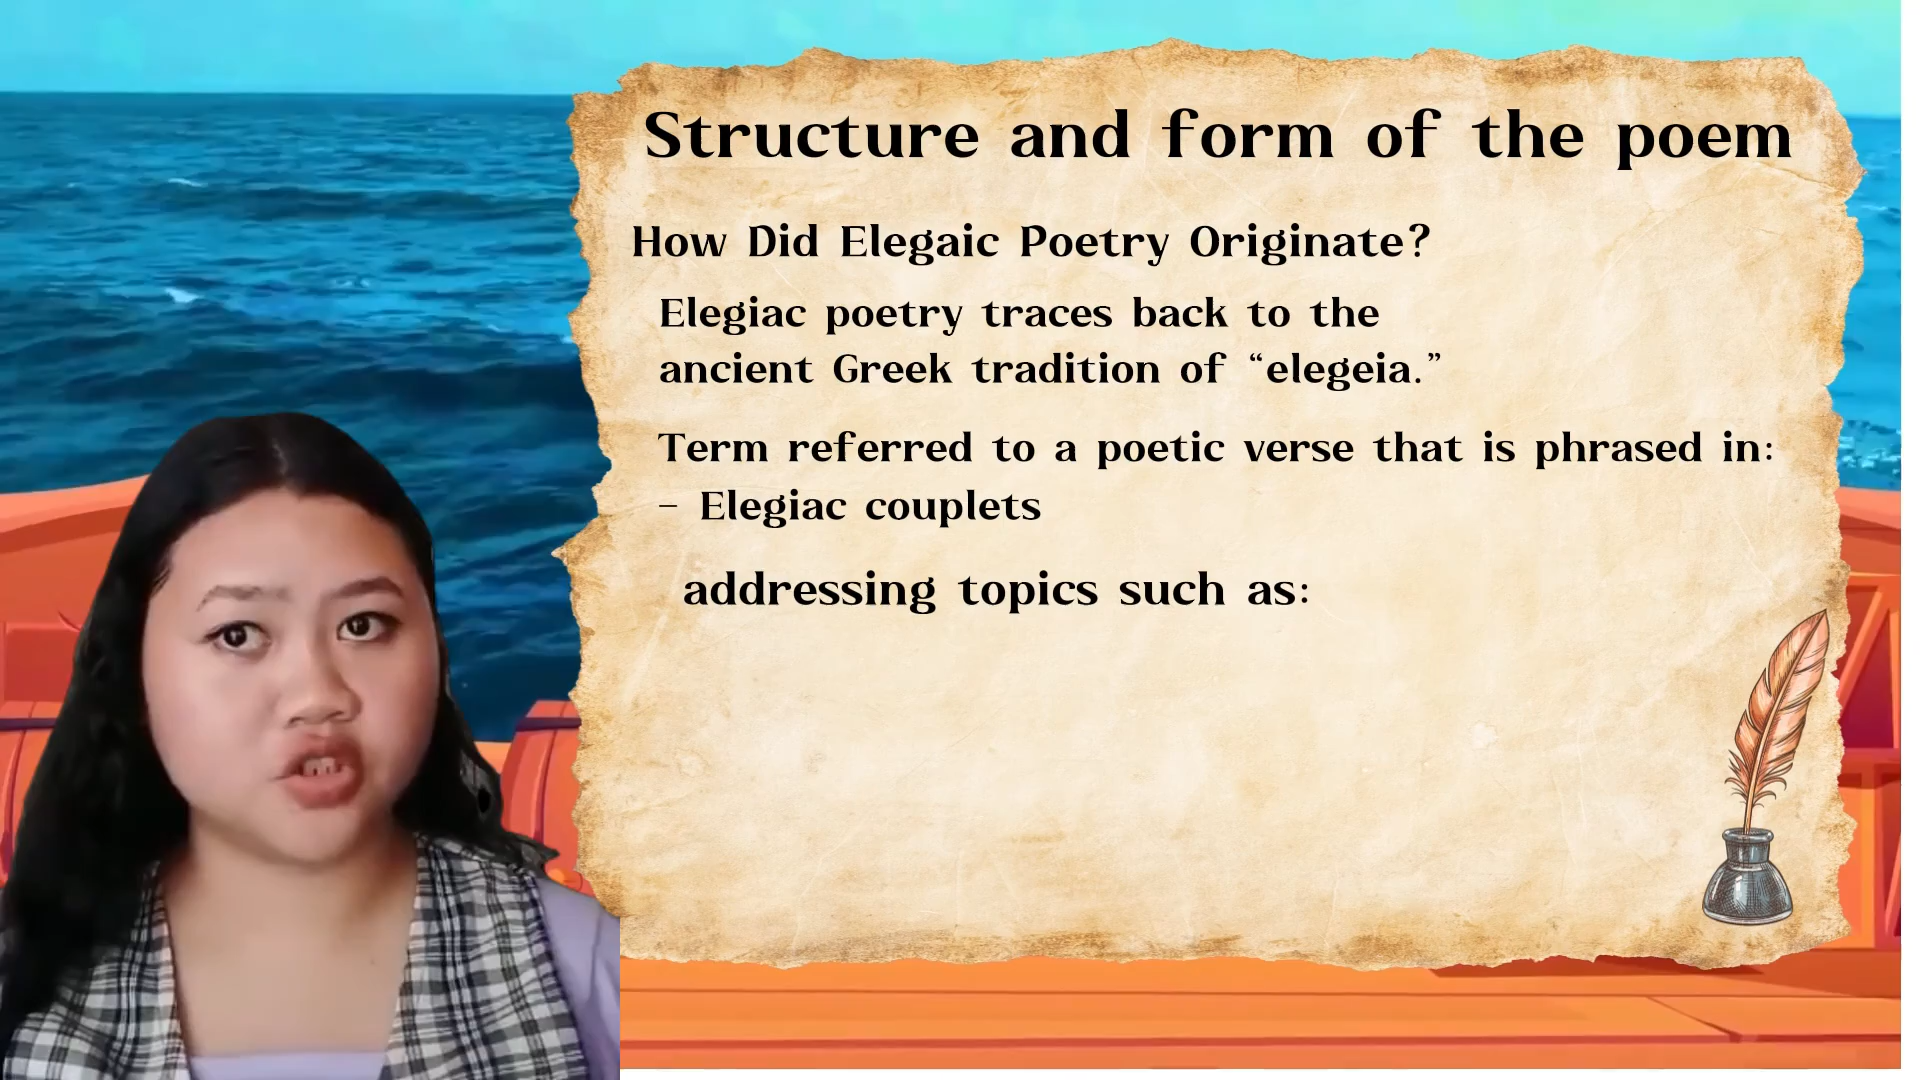 Structure and form of the poem
How Did Elegaic Poetry Originate?
Elegiac poetry traces back to the
ancient Greek tradition of “elegeia.”
Term referred to a poetic verse that is phrased in:
- Elegiac couplets
addressing topics such as: